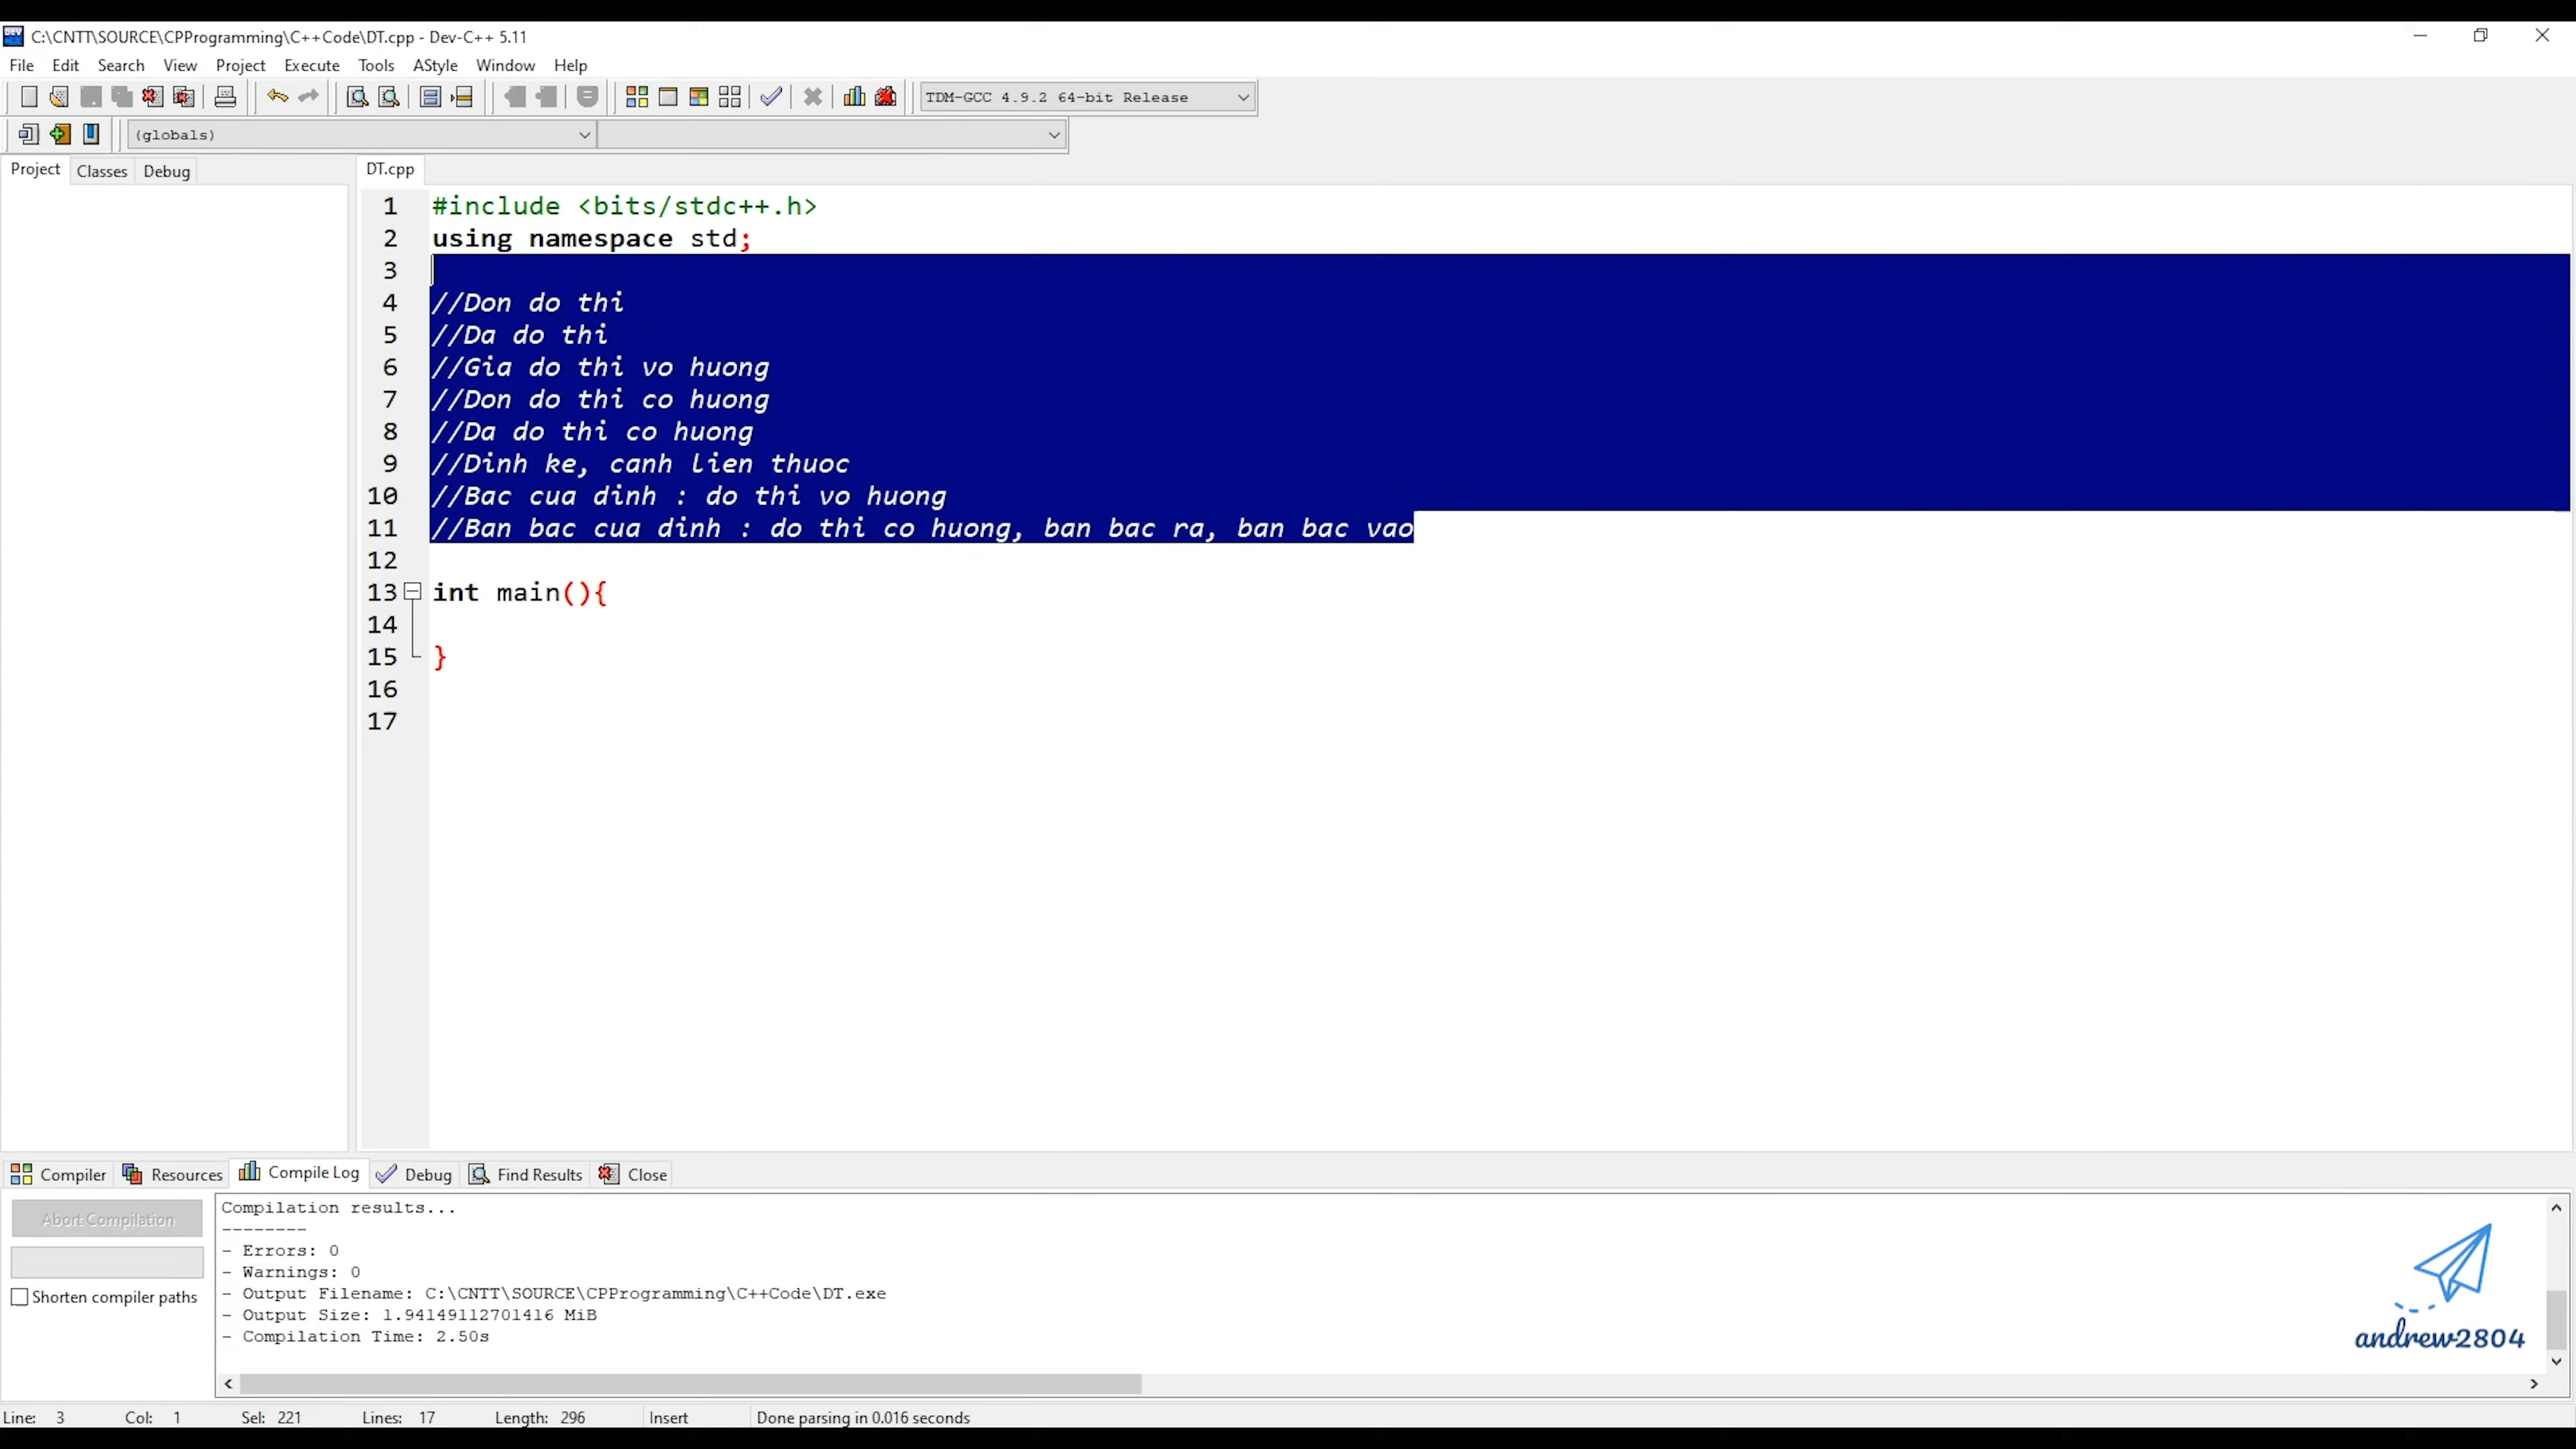 C:\CNTT\SOURCE\CPProgramming\C++Code\DT.cpp - Dev-C++ 5.11
File Edit Search View Project Execute Tools AStyle Window Help
TDM-GCC 4.9.2 64-bit Release
(globals)
Project Classes Debug DT.cpp
1 #include <bits/stdc++.h>
2 using namespace std;
3
4 //Don do thi
5 //Da do thi
6 //Gia do thi vo huong
7 //Don do thi co huong
8 //Da do thi co huong
9 //Dinh ke, canh lien thuoc
10 //Bac cua dinh : do thi vo huong
11 //Ban bac cua dinh : do thi co huong, ban bac ra, ban bac vao
12
13 int main(){
14
15 }
16
17
Compiler Resources Compile Log Debug Find Results Close
Abort Compilation
Shorten compiler paths
Compilation results...
--------
- Errors: 0
- Warnings: 0
- Output Filename: C:\CNTT\SOURCE\CPProgramming\C++Code\DT.exe
- Output Size: 1.94149112701416 MiB
- Compilation Time: 2.50s
andrew2804
Line: 3 Col: 1 Sel: 221 Lines: 17 Length: 296 Insert Done parsing in 0.016 seconds